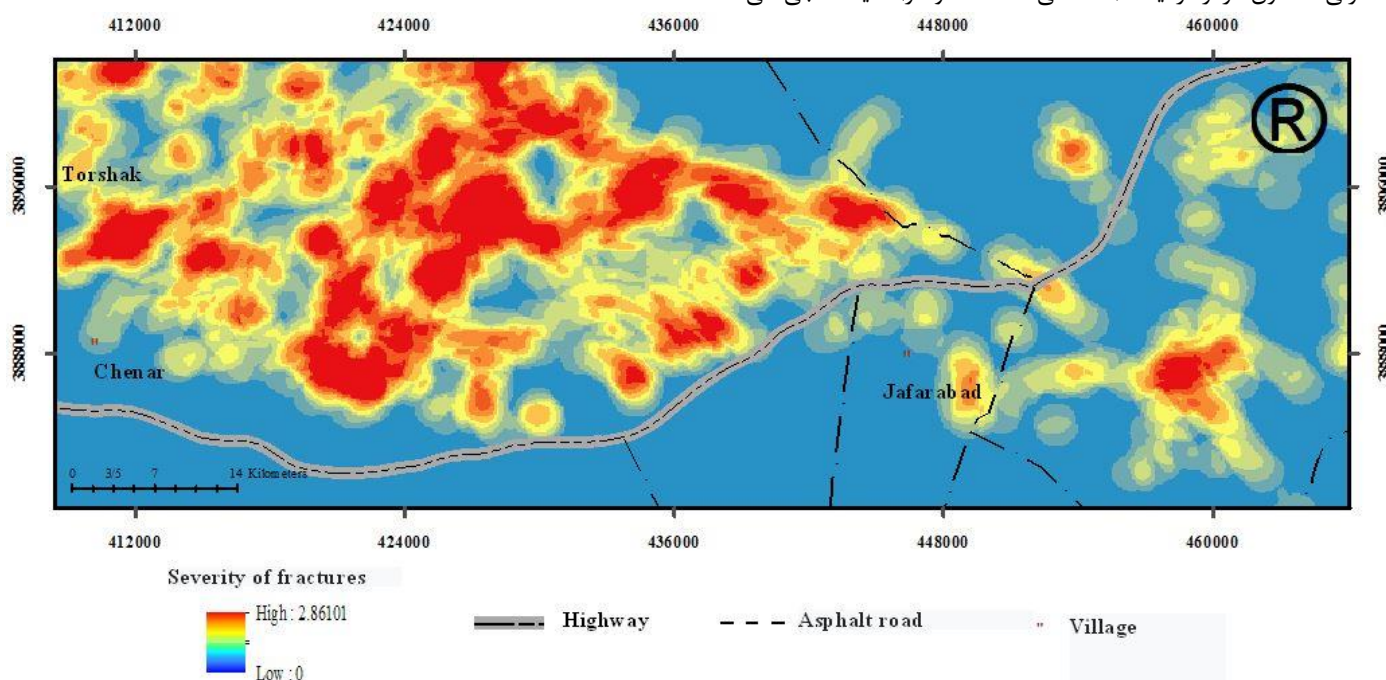 412000 424000 436000 448000 460000
®
Torshak
3896000
3888000
Chenar
Jafarabad
0 3/5 7 14 Kilometers
412000 424000 436000 448000 460000
Severity of fractures
High : 2.86101
Low : 0
Highway
Asphalt road
" Village